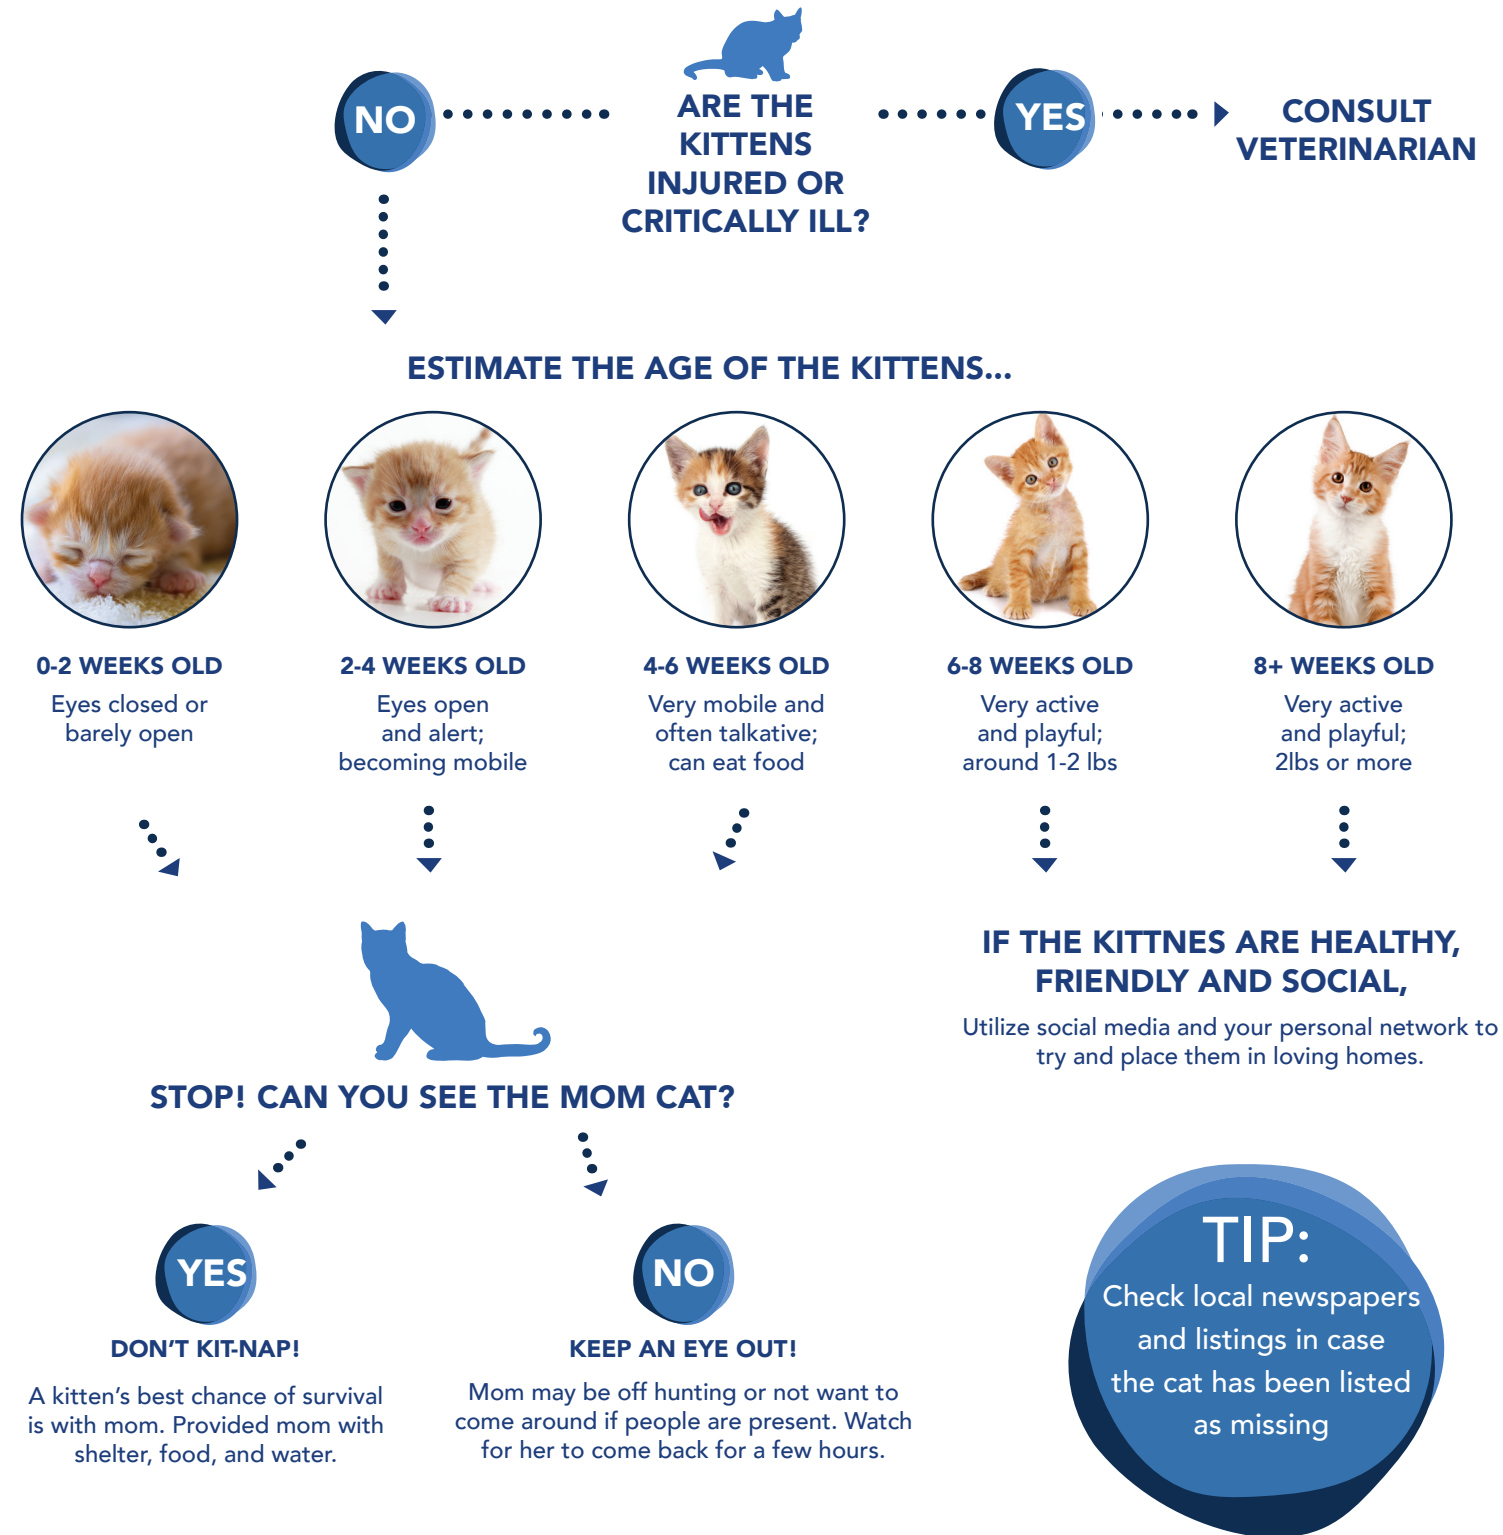 NO
ARE THE
KITTENS
INJURED OR
CRITICALLY ILL?
YES
CONSULT
VETERINARIAN
ESTIMATE THE AGE OF THE KITTENS...
0-2 WEEKS OLD
Eyes closed or
barely open
2-4 WEEKS OLD
Eyes open
and alert;
becoming mobile
4-6 WEEKS OLD
Very mobile and
often talkative;
can eat food
6-8 WEEKS OLD
Very active
and playful;
around 1-2 lbs
8+ WEEKS OLD
Very active
and playful;
2lbs or more
IF THE KITTNES ARE HEALTHY,
FRIENDLY AND SOCIAL,
Utilize social media and your personal network to
try and place them in loving homes.
STOP! CAN YOU SEE THE MOM CAT?
YES
DON'T KIT-NAP!
A kitten's best chance of survival
is with mom. Provided mom with
shelter, food, and water.
NO
KEEP AN EYE OUT!
Mom may be off hunting or not want to
come around if people are present. Watch
for her to come back for a few hours.
TIP:
Check local newspapers
and listings in case
the cat has been listed
as missing